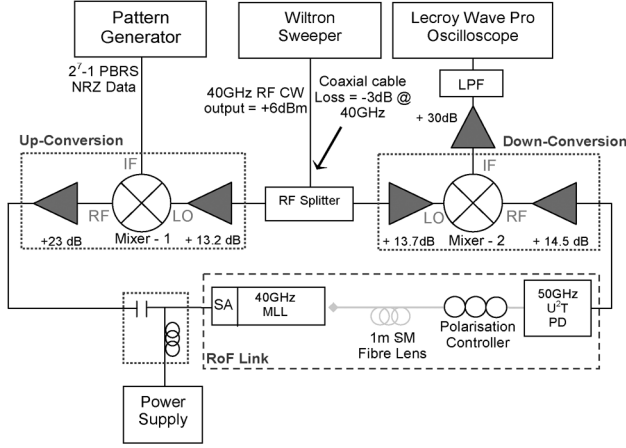 Pattern
Generator
Wiltron
Sweeper
Lecroy Wave Pro
Oscilloscope
2⁷-1 PBRS
NRZ Data
40GHz RF CW
output = +6dBm
Coaxial cable
Loss = -3dB @
40GHz
LPF
+ 30dB
Up-Conversion
Down-Conversion
IF
IF
RF
LO
RF Splitter
LO
RF
+23 dB
Mixer - 1
+ 13.2 dB
+ 13.7dB
Mixer - 2
+ 14.5 dB
SA
40GHz
MLL
1m SM
Fibre Lens
Polarisation
Controller
50GHz
U²T
PD
RoF Link
Power
Supply